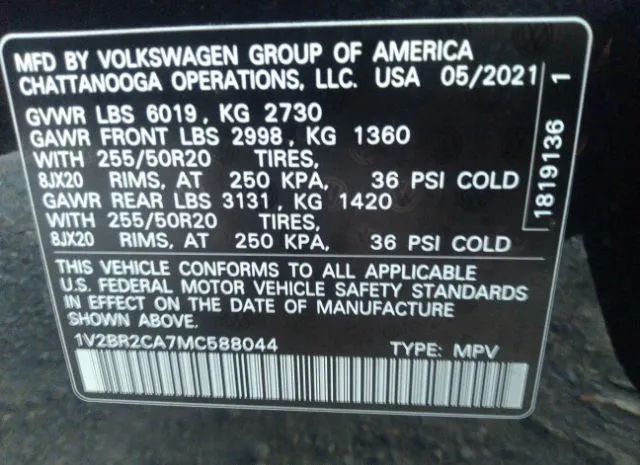 MFD BY VOLKSWAGEN GROUP OF AMERICA
CHATTANOOGA OPERATIONS, LLC. USA 05/2021
GVWR LBS 6019, KG 2730
GAWR FRONT LBS 2998, KG 1360
WITH 255/50R20 TIRES,
8JX20 RIMS, AT 250 KPA, 36 PSI COLD
GAWR REAR LBS 3131, KG 1420
WITH 255/50R20 TIRES,
8JX20 RIMS, AT 250 KPA, 36 PSI COLD
THIS VEHICLE CONFORMS TO ALL APPLICABLE
U.S. FEDERAL MOTOR VEHICLE SAFETY STANDARDS
IN EFFECT ON THE DATE OF MANUFACTURE
SHOWN ABOVE.
1V2BR2CA7MC588044 TYPE: MPV
1819136 1